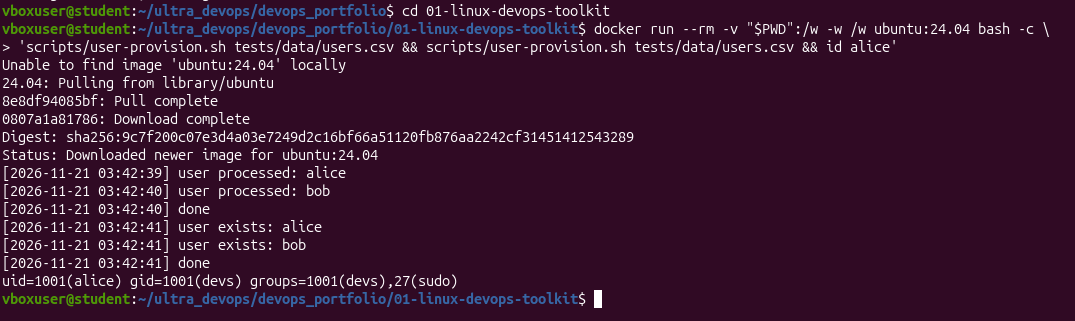 vboxuser@student:~/ultra_devops/devops_portfolio$ cd 01-linux-devops-toolkit
vboxuser@student:~/ultra_devops/devops_portfolio/01-linux-devops-toolkit$ docker run --rm -v "$PWD":/w -w /w ubuntu:24.04 bash -c \
> 'scripts/user-provision.sh tests/data/users.csv && scripts/user-provision.sh tests/data/users.csv && id alice'
Unable to find image 'ubuntu:24.04' locally
24.04: Pulling from library/ubuntu
8e8df94085bf: Pull complete
0807a1a81786: Download complete
Digest: sha256:9c7f200c07e3d4a03e7249d2c16bf66a51120fb876aa2242cf31451412543289
Status: Downloaded newer image for ubuntu:24.04
[2026-11-21 03:42:39] user processed: alice
[2026-11-21 03:42:40] user processed: bob
[2026-11-21 03:42:40] done
[2026-11-21 03:42:41] user exists: alice
[2026-11-21 03:42:41] user exists: bob
[2026-11-21 03:42:41] done
uid=1001(alice) gid=1001(devs) groups=1001(devs),27(sudo)
vboxuser@student:~/ultra_devops/devops_portfolio/01-linux-devops-toolkit$